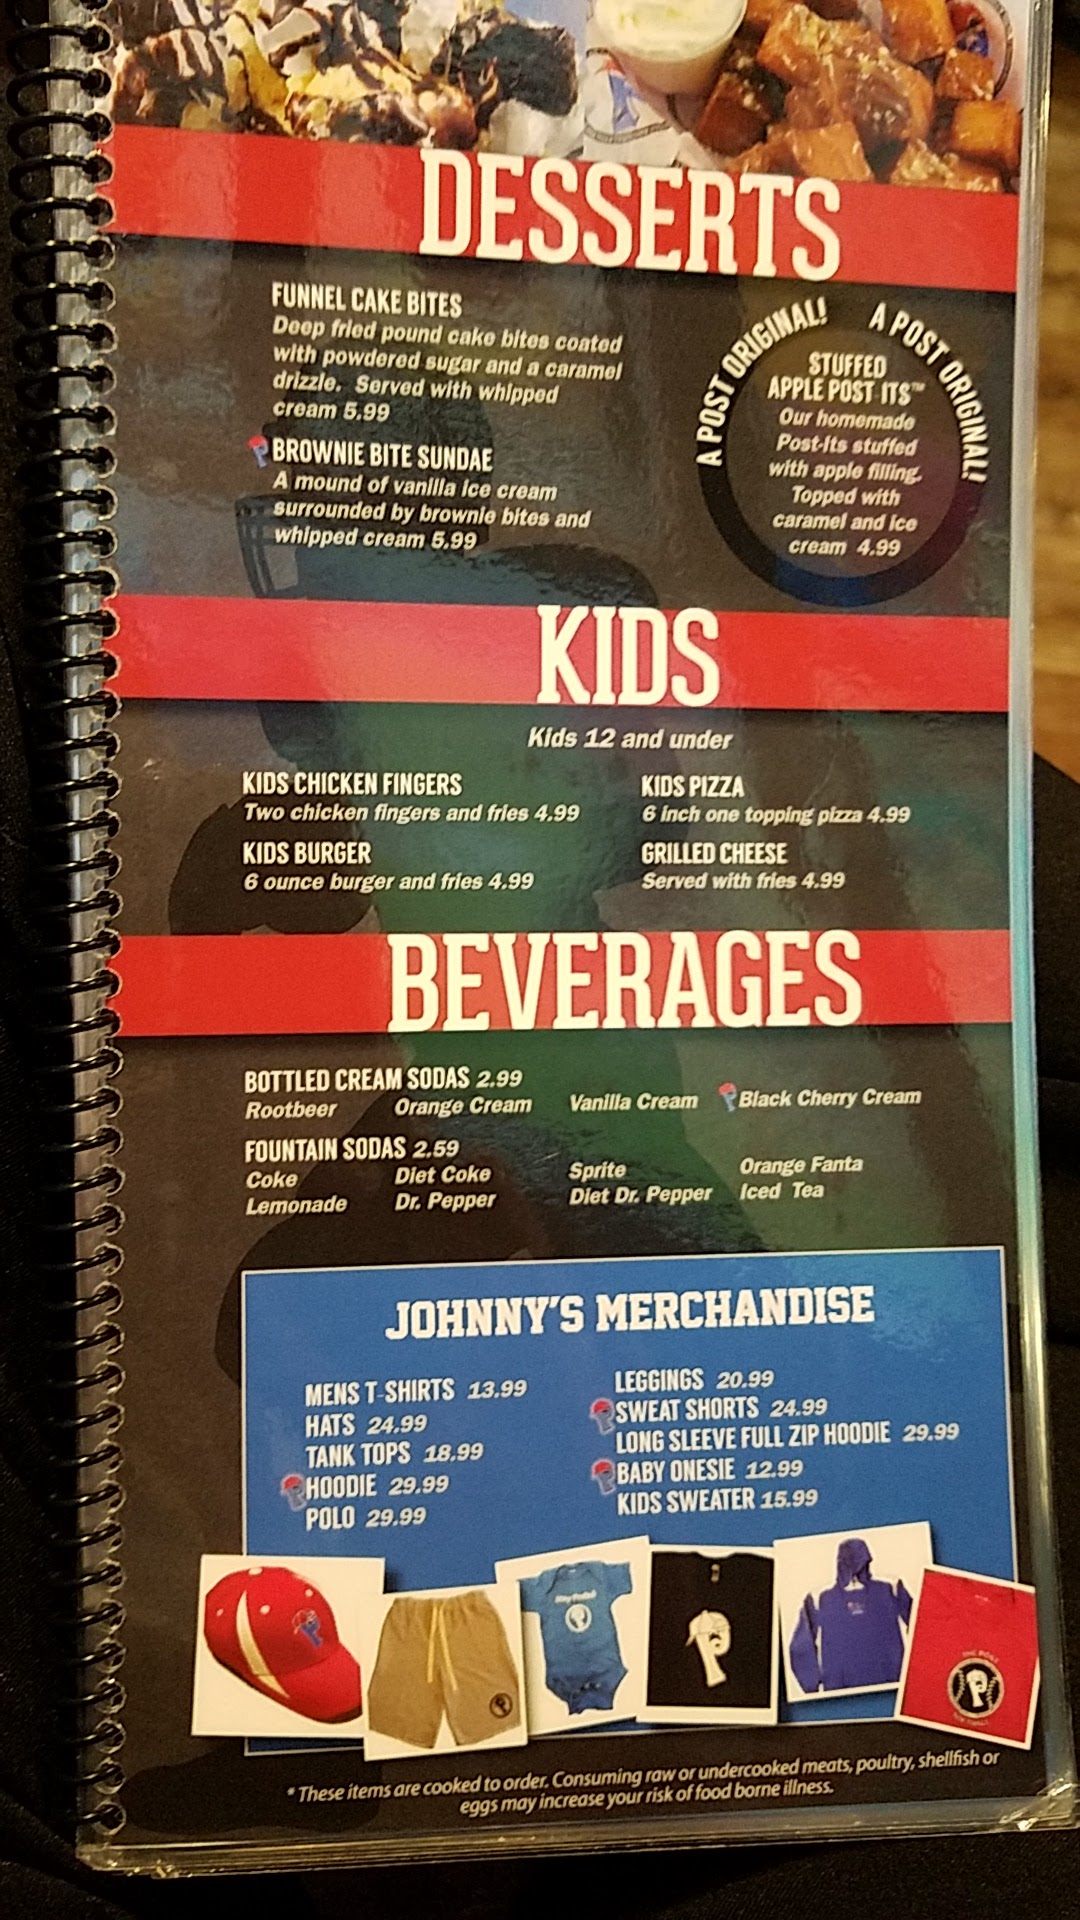 DESSERTS
FUNNEL CAKE BITES
Deep fried pound cake bites coated
with powdered sugar and a caramel
drizzle. Served with whipped
cream 5.99
BROWNIE BITE SUNDAE
A mound of vanilla ice cream
surrounded by brownie bites and
whipped cream 5.99
A POST ORIGINAL! A POST ORIGINAL!
STUFFED
APPLE POST ITS™
Our homemade
Post-Its stuffed
with apple filling.
Topped with
caramel and ice
cream 4.99
KIDS
Kids 12 and under
KIDS CHICKEN FINGERS
Two chicken fingers and fries 4.99
KIDS BURGER
6 ounce burger and fries 4.99
KIDS PIZZA
6 inch one topping pizza 4.99
GRILLED CHEESE
Served with fries 4.99
BEVERAGES
BOTTLED CREAM SODAS 2.99
Rootbeer Orange Cream Vanilla Cream Black Cherry Cream
FOUNTAIN SODAS 2.59
Coke Diet Coke Sprite Orange Fanta
Lemonade Dr. Pepper Diet Dr. Pepper Iced Tea
JOHNNY'S MERCHANDISE
MENS T-SHIRTS 13.99
HATS 24.99
TANK TOPS 18.99
HOODIE 29.99
POLO 29.99
LEGGINGS 20.99
SWEAT SHORTS 24.99
LONG SLEEVE FULL ZIP HOODIE 29.99
BABY ONESIE 12.99
KIDS SWEATER 15.99
* These items are cooked to order. Consuming raw or undercooked meats, poultry, shellfish or
eggs may increase your risk of food borne illness.